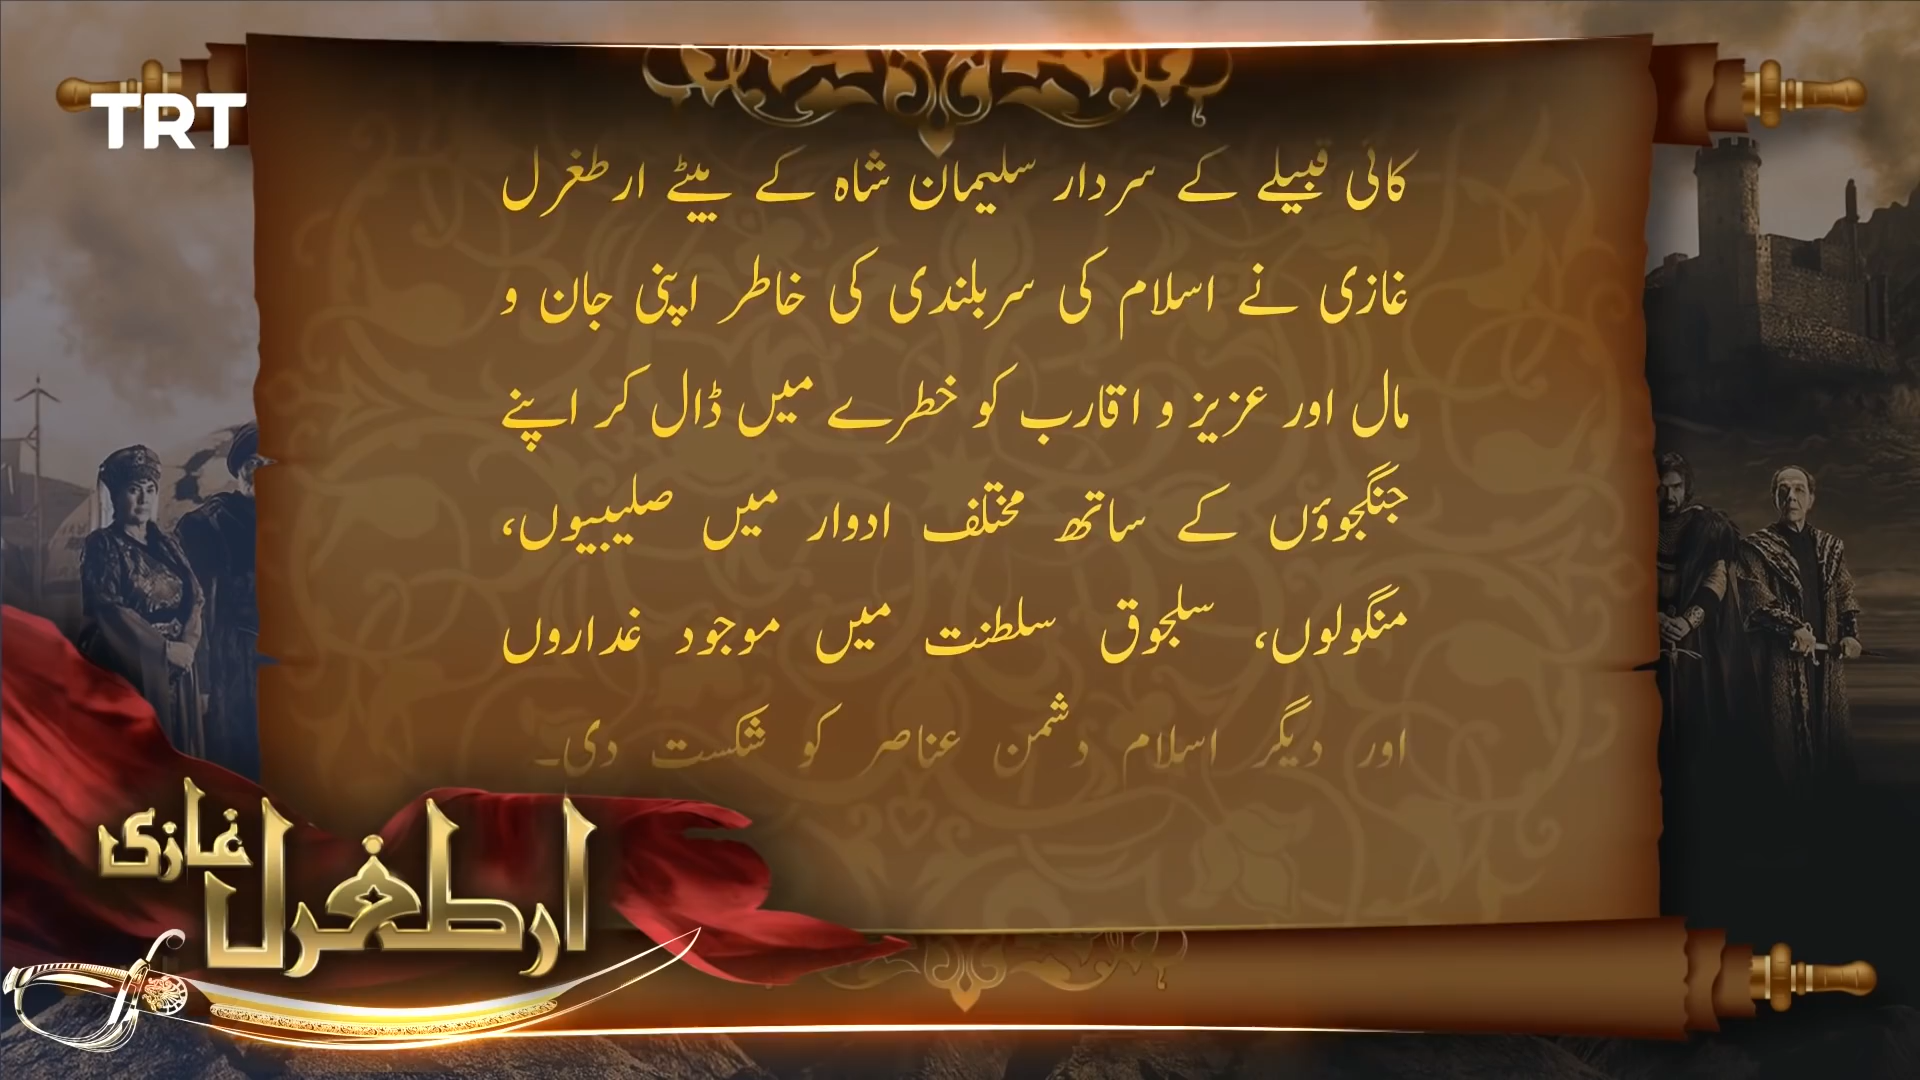 TRT
کائی قبیلے کے سردار سلیمان شاہ کے بیٹے ارطغرل
غازی نے اسلام کی سربلندی کی خاطر اپنی جان و
مال اور عزیز و اقارب کو خطرے میں ڈال کر اپنے
جنگجوؤں کے ساتھ مختلف ادوار میں صلیبیوں،
منگولوں، سلجوق سلطنت میں موجود غداروں
اور دیگر اسلام دشمن عناصر کو شکست دی۔
ارطغرل غازی